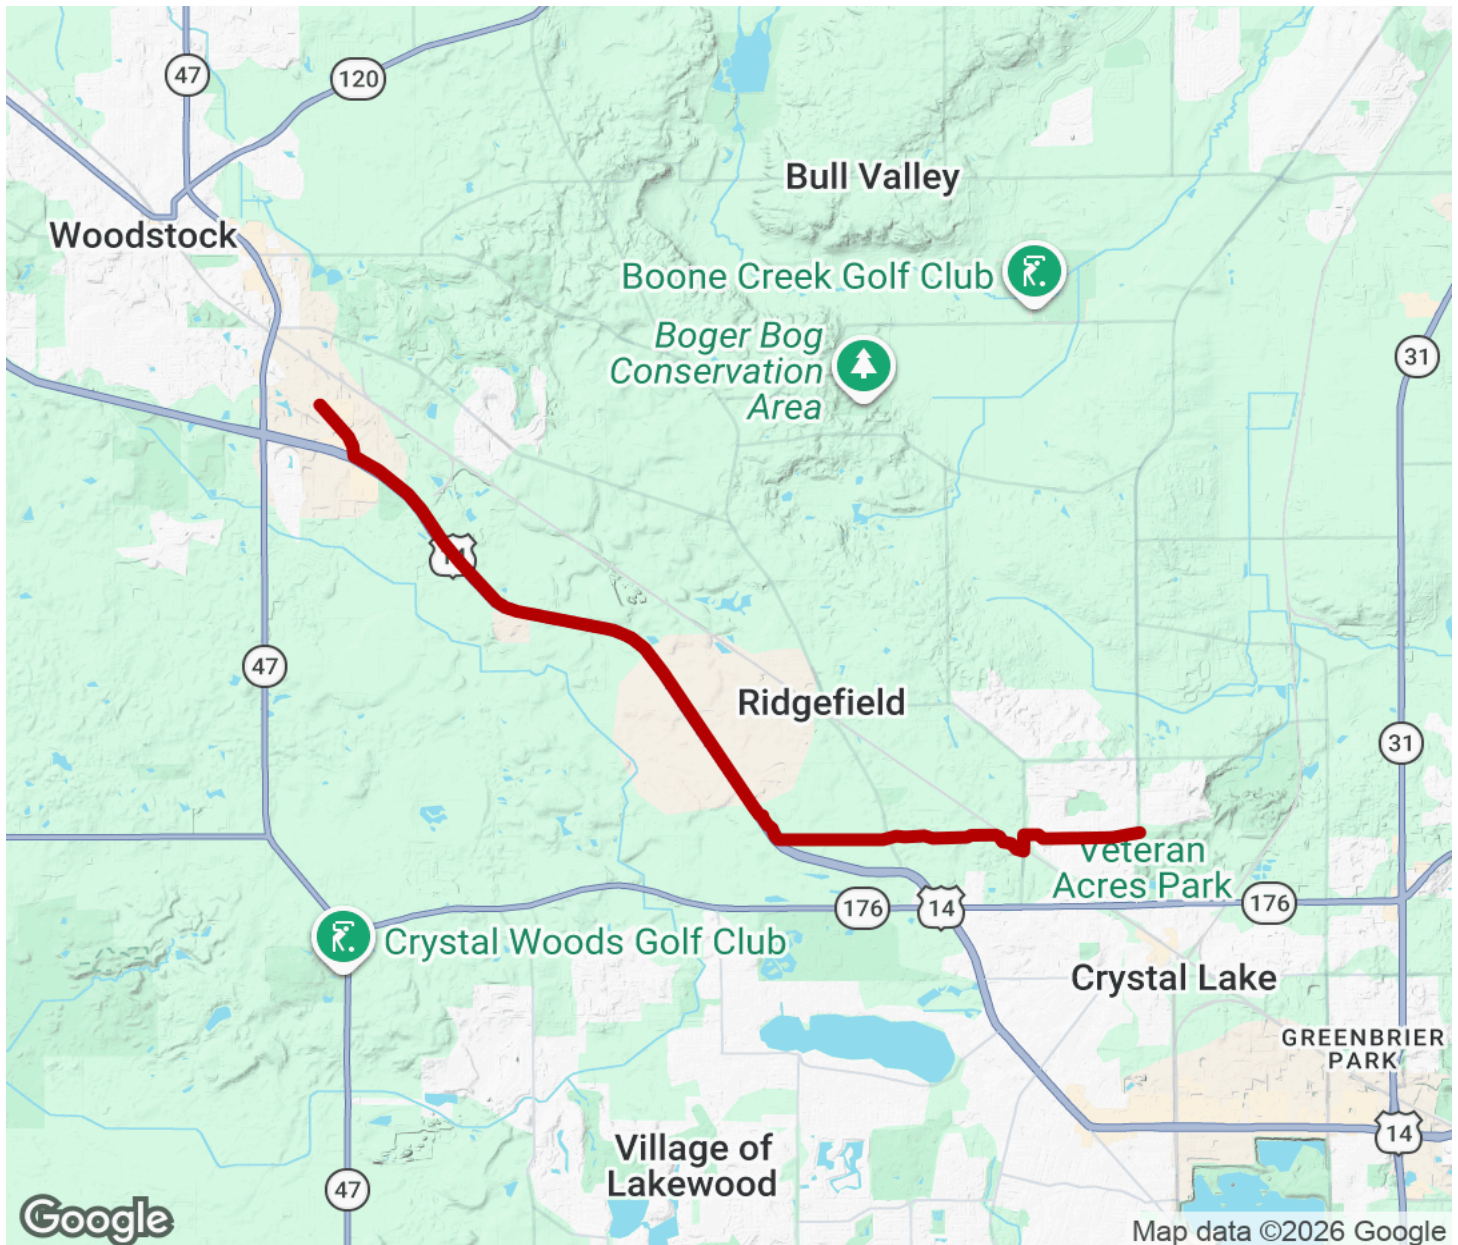 47
120
Bull Valley
Woodstock
Boone Creek Golf Club
Boger Bog
Conservation
Area
31
14
47
Ridgefield
31
Veteran
Acres Park
176
14
176
Crystal Woods Golf Club
Crystal Lake
GREENBRIER
PARK
Village of
Lakewood
14
47
Google
Map data ©2026 Google